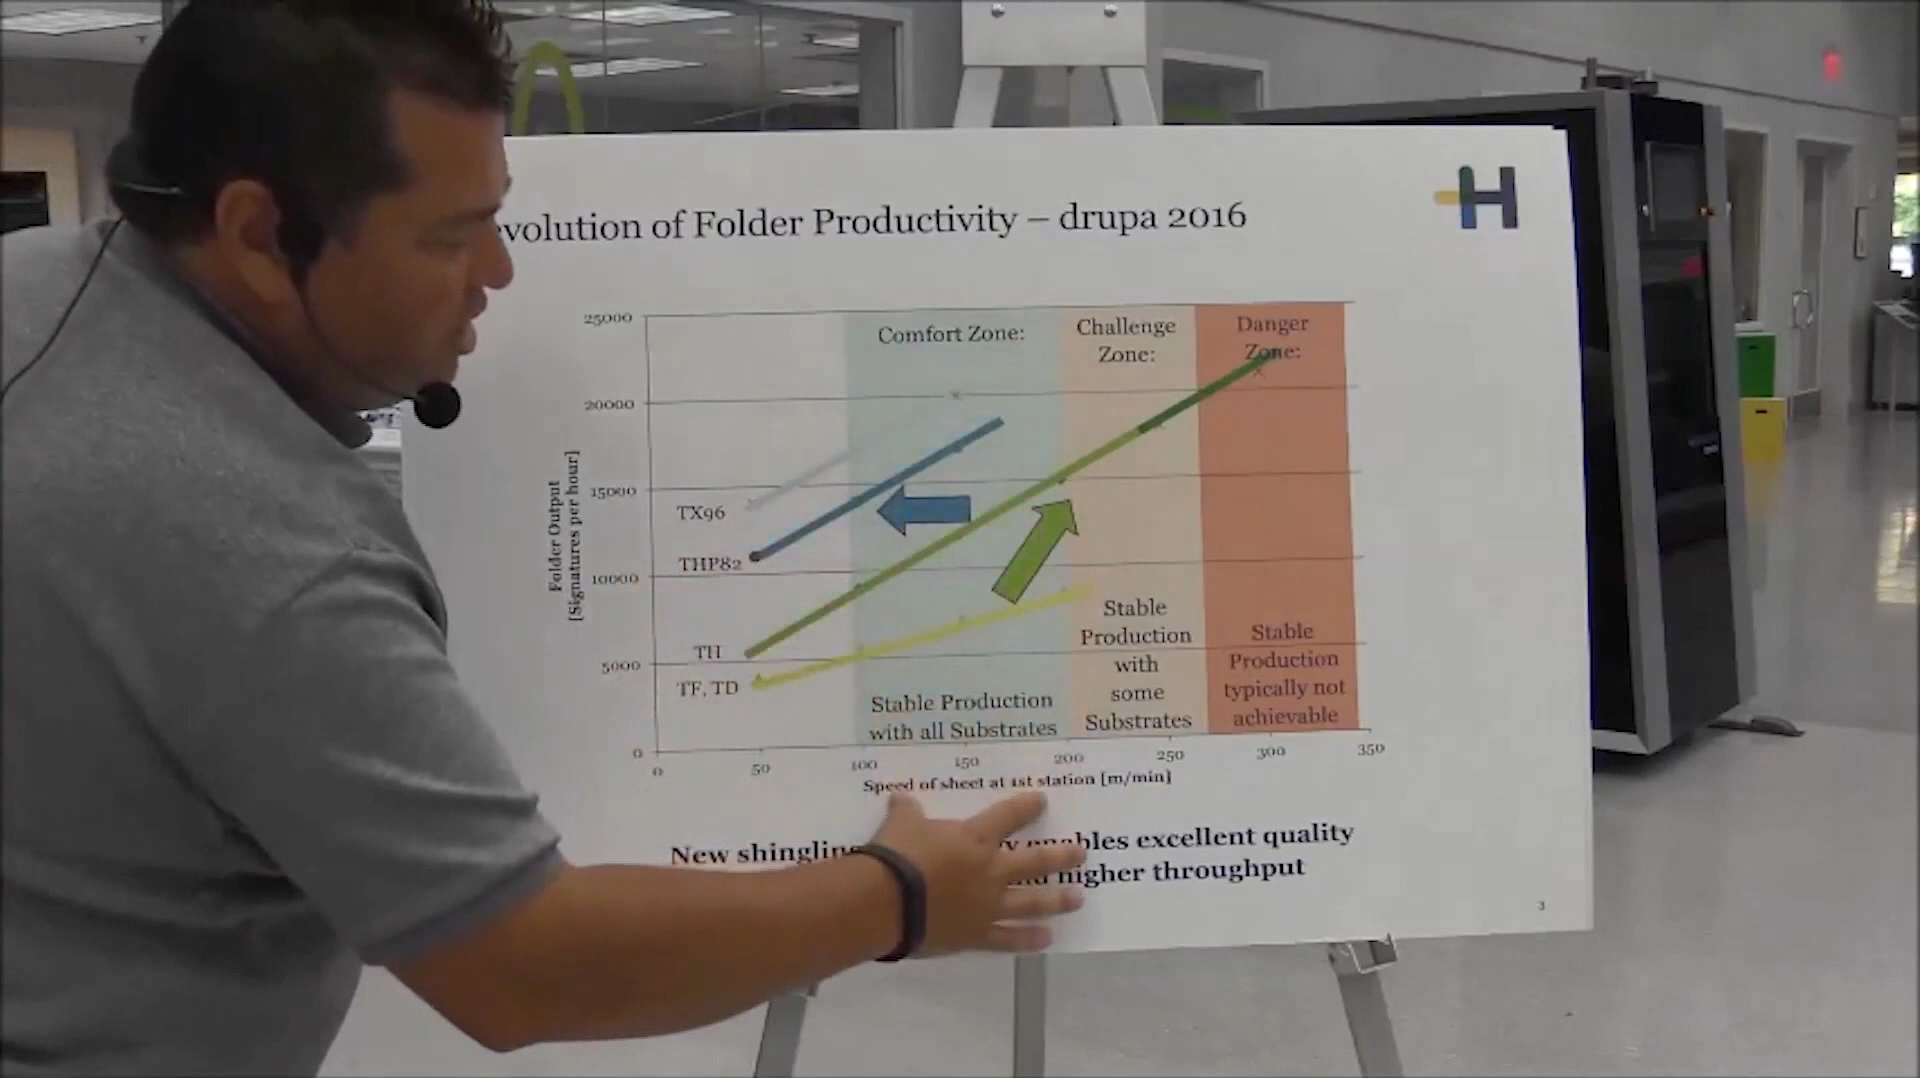 volution of Folder Productivity – drupa 2016
H
25000
20000
15000
10000
5000
0
Folder Output
[Signatures per hour]
Comfort Zone:
Challenge
Zone:
Danger
Zone:
TX96
THP82
TH
TF, TD
Stable Production
with all Substrates
Stable
Production
with
some
Substrates
Stable
Production
typically not
achievable
0 50 100 150 200 250 300 350
Speed of sheet at 1st station [m/min]
New enables excellent quality
higher throughput
3